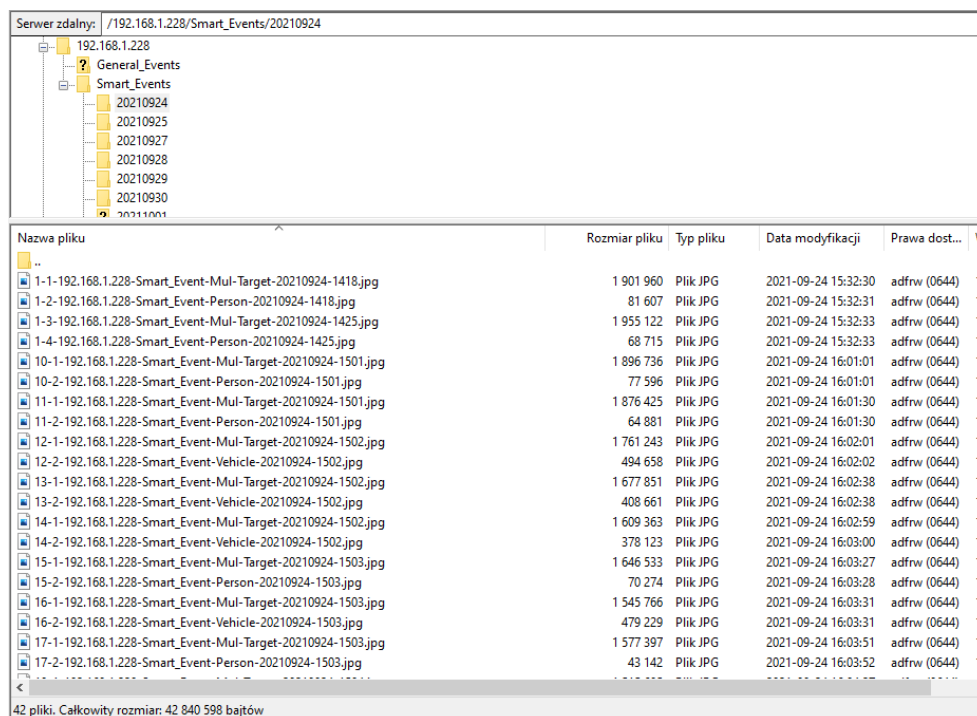 Serwer zdalny: /192.168.1.228/Smart_Events/20210924
192.168.1.228
? General_Events
Smart_Events
20210924
20210925
20210927
20210928
20210929
20210930
? 20211001
Nazwa pliku Rozmiar pliku Typ pliku Data modyfikacji Prawa dost...
..
1-1-192.168.1.228-Smart_Event-Mul-Target-20210924-1418.jpg 1 901 960 Plik JPG 2021-09-24 15:32:30 adfrw (0644)
1-2-192.168.1.228-Smart_Event-Person-20210924-1418.jpg 81 607 Plik JPG 2021-09-24 15:32:31 adfrw (0644)
1-3-192.168.1.228-Smart_Event-Mul-Target-20210924-1425.jpg 1 955 122 Plik JPG 2021-09-24 15:32:33 adfrw (0644)
1-4-192.168.1.228-Smart_Event-Person-20210924-1425.jpg 68 715 Plik JPG 2021-09-24 15:32:33 adfrw (0644)
10-1-192.168.1.228-Smart_Event-Mul-Target-20210924-1501.jpg 1 896 736 Plik JPG 2021-09-24 16:01:01 adfrw (0644)
10-2-192.168.1.228-Smart_Event-Person-20210924-1501.jpg 77 596 Plik JPG 2021-09-24 16:01:01 adfrw (0644)
11-1-192.168.1.228-Smart_Event-Mul-Target-20210924-1501.jpg 1 876 425 Plik JPG 2021-09-24 16:01:30 adfrw (0644)
11-2-192.168.1.228-Smart_Event-Person-20210924-1501.jpg 64 881 Plik JPG 2021-09-24 16:01:30 adfrw (0644)
12-1-192.168.1.228-Smart_Event-Mul-Target-20210924-1502.jpg 1 761 243 Plik JPG 2021-09-24 16:02:01 adfrw (0644)
12-2-192.168.1.228-Smart_Event-Vehicle-20210924-1502.jpg 494 658 Plik JPG 2021-09-24 16:02:02 adfrw (0644)
13-1-192.168.1.228-Smart_Event-Mul-Target-20210924-1502.jpg 1 677 851 Plik JPG 2021-09-24 16:02:38 adfrw (0644)
13-2-192.168.1.228-Smart_Event-Vehicle-20210924-1502.jpg 408 661 Plik JPG 2021-09-24 16:02:38 adfrw (0644)
14-1-192.168.1.228-Smart_Event-Mul-Target-20210924-1502.jpg 1 609 363 Plik JPG 2021-09-24 16:02:59 adfrw (0644)
14-2-192.168.1.228-Smart_Event-Vehicle-20210924-1502.jpg 378 123 Plik JPG 2021-09-24 16:03:00 adfrw (0644)
15-1-192.168.1.228-Smart_Event-Mul-Target-20210924-1503.jpg 1 646 533 Plik JPG 2021-09-24 16:03:27 adfrw (0644)
15-2-192.168.1.228-Smart_Event-Person-20210924-1503.jpg 70 274 Plik JPG 2021-09-24 16:03:28 adfrw (0644)
16-1-192.168.1.228-Smart_Event-Mul-Target-20210924-1503.jpg 1 545 766 Plik JPG 2021-09-24 16:03:31 adfrw (0644)
16-2-192.168.1.228-Smart_Event-Vehicle-20210924-1503.jpg 479 229 Plik JPG 2021-09-24 16:03:31 adfrw (0644)
17-1-192.168.1.228-Smart_Event-Mul-Target-20210924-1503.jpg 1 577 397 Plik JPG 2021-09-24 16:03:51 adfrw (0644)
17-2-192.168.1.228-Smart_Event-Person-20210924-1503.jpg 43 142 Plik JPG 2021-09-24 16:03:52 adfrw (0644)
42 pliki. Całkowity rozmiar: 42 840 598 bajtów